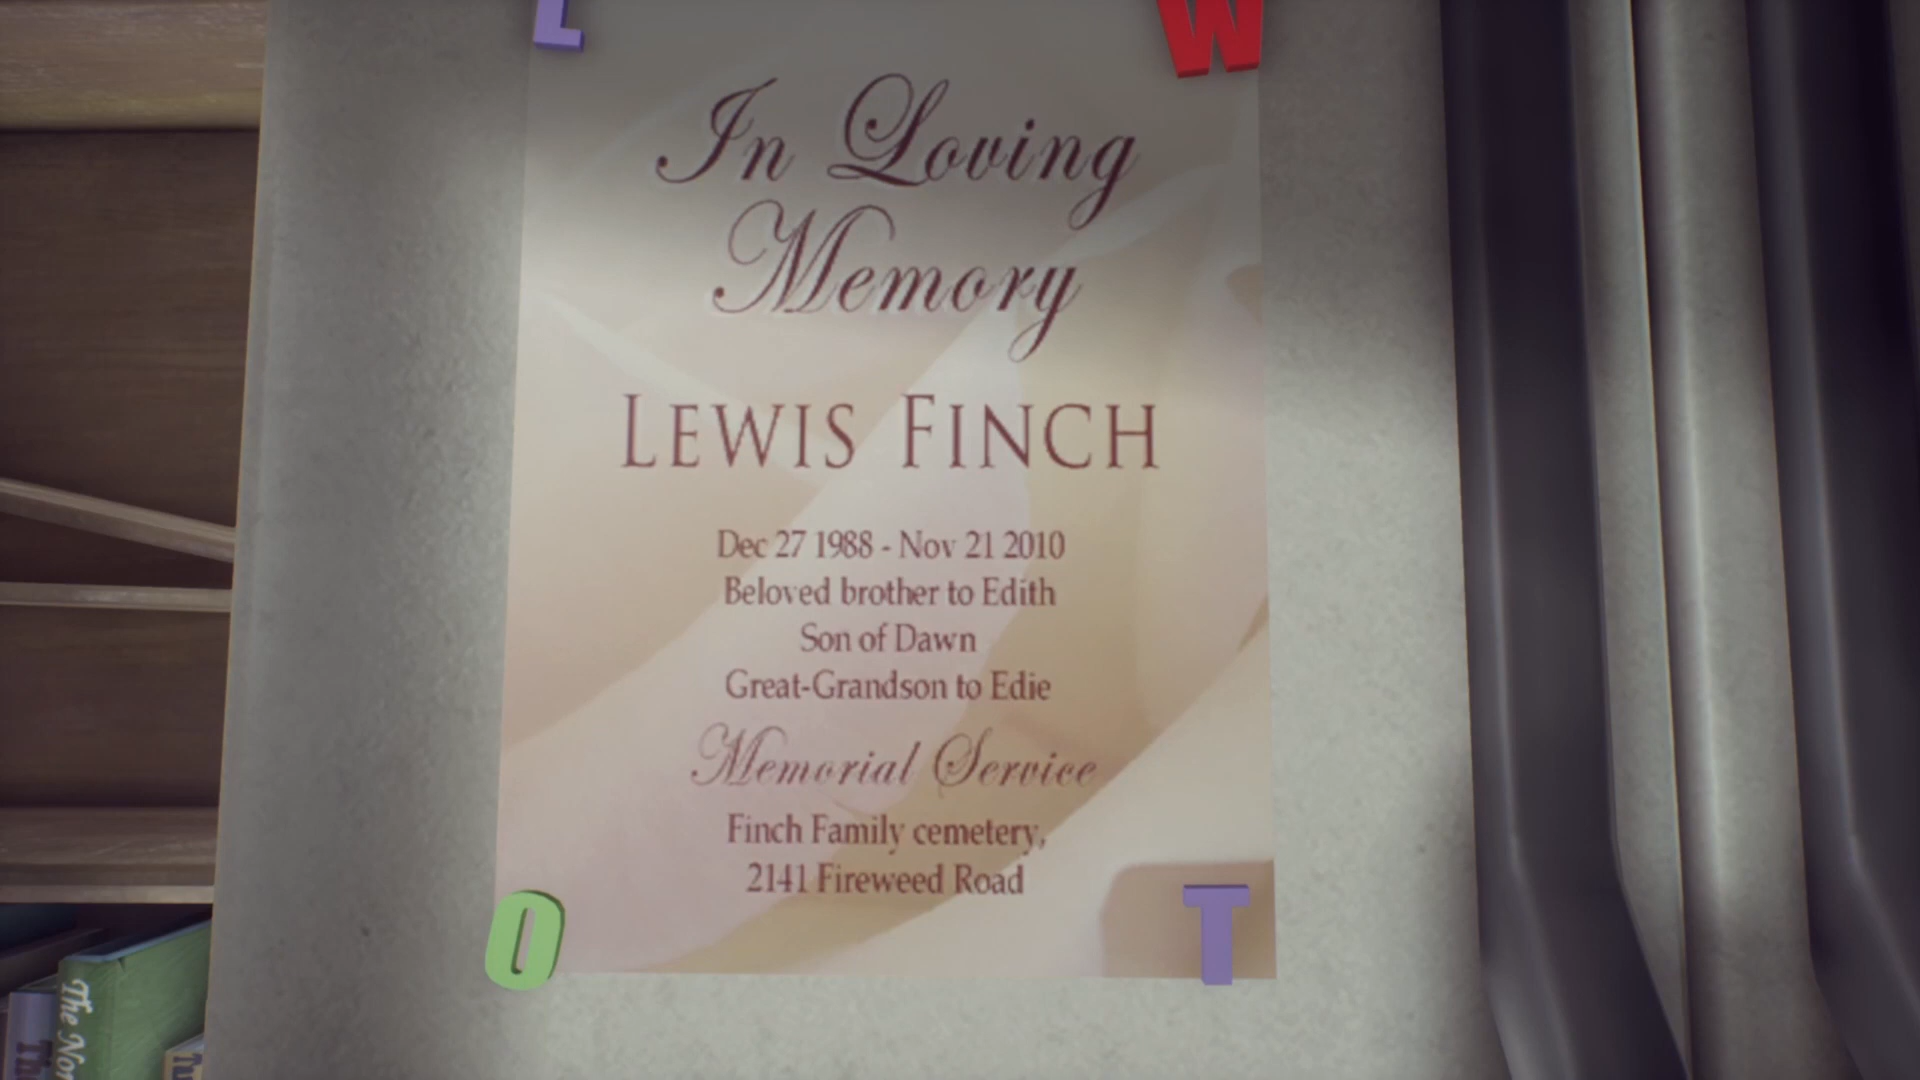 L W
In Loving
Memory
LEWIS FINCH
Dec 27 1988 - Nov 21 2010
Beloved brother to Edith
Son of Dawn
Great-Grandson to Edie
Memorial Service
Finch Family cemetery,
2141 Fireweed Road
O T
The